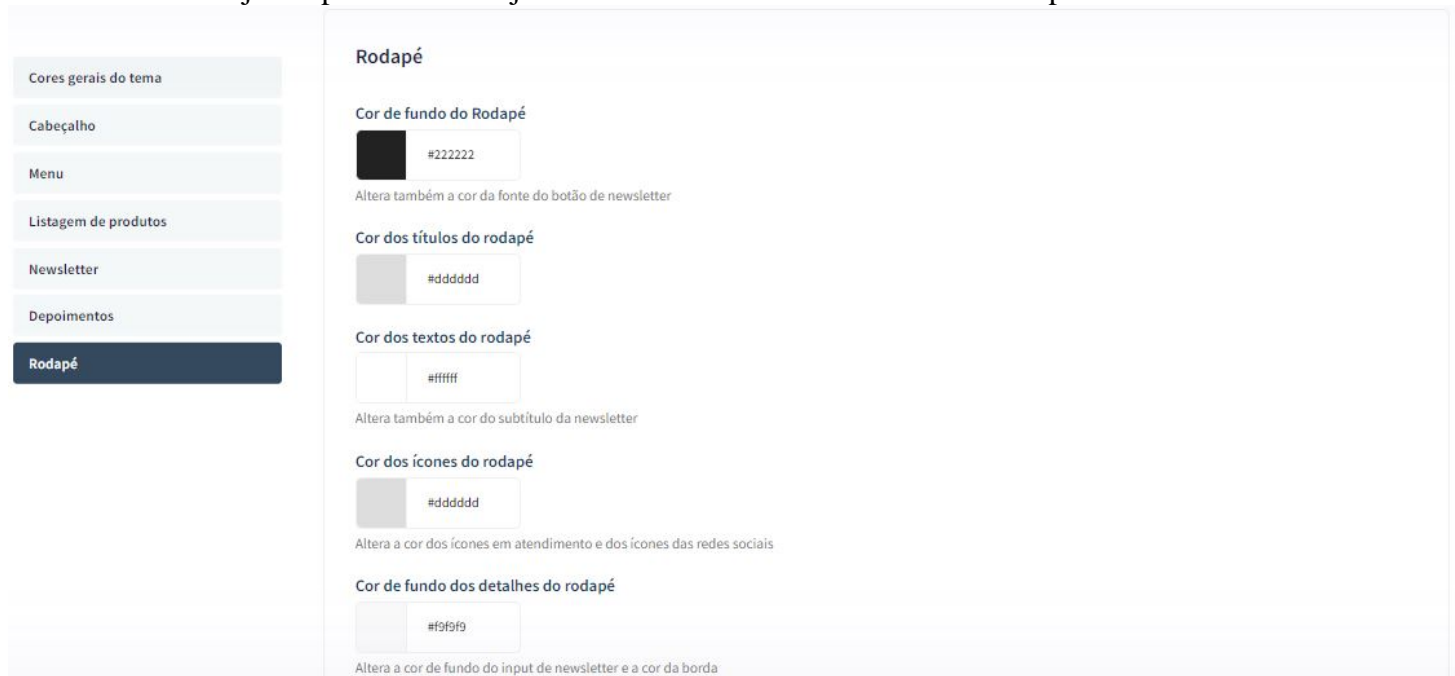 Cores gerais do tema
Cabeçalho
Menu
Listagem de produtos
Newsletter
Depoimentos
Rodapé
Rodapé
Cor de fundo do Rodapé
#222222
Altera também a cor da fonte do botão de newsletter
Cor dos títulos do rodapé
#dddddd
Cor dos textos do rodapé
#ffffff
Altera também a cor do subtítulo da newsletter
Cor dos ícones do rodapé
#dddddd
Altera a cor dos ícones em atendimento e dos ícones das redes sociais
Cor de fundo dos detalhes do rodapé
#f9f9f9
Altera a cor de fundo do input de newsletter e a cor da borda